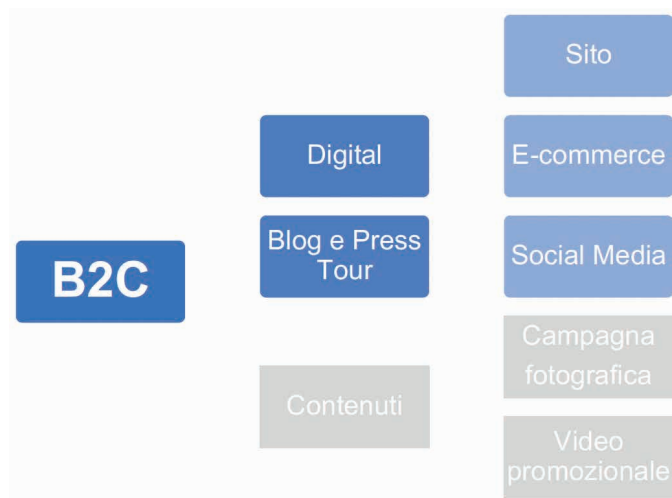 B2C
Digital
Blog e Press
Tour
Contenuti
Sito
E-commerce
Social Media
Campagna
fotografica
Video
promozionale